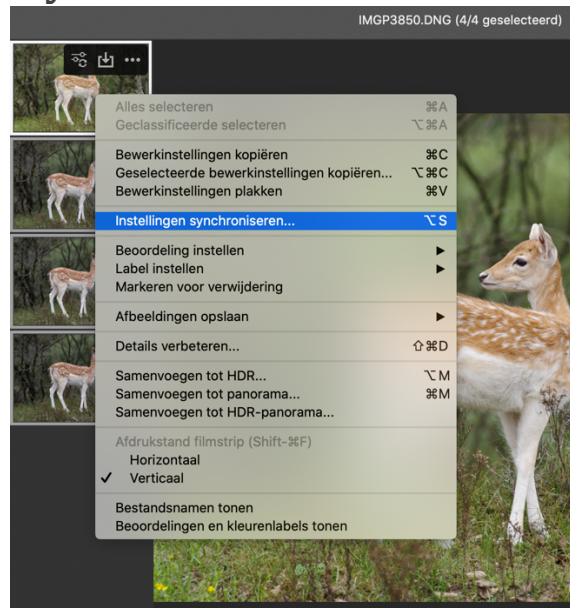 IMGP3850.DNG (4/4 geselecteerd)
Alles selecteren ⌘A
Geclassificeerde selecteren ⌥⌘A
Bewerkinstellingen kopiëren ⌘C
Geselecteerde bewerkinstellingen kopiëren... ⌥⌘C
Bewerkinstellingen plakken ⌘V
Instellingen synchroniseren... ⌥S
Beoordeling instellen
Label instellen
Markeren voor verwijdering
Afbeeldingen opslaan
Details verbeteren... ⇧⌘D
Samenvoegen tot HDR... ⌥M
Samenvoegen tot panorama... ⌘M
Samenvoegen tot HDR-panorama...
Afdrukstand filmstrip (Shift-⌘F)
Horizontaal
✓ Verticaal
Bestandsnamen tonen
Beoordelingen en kleurenlabels tonen